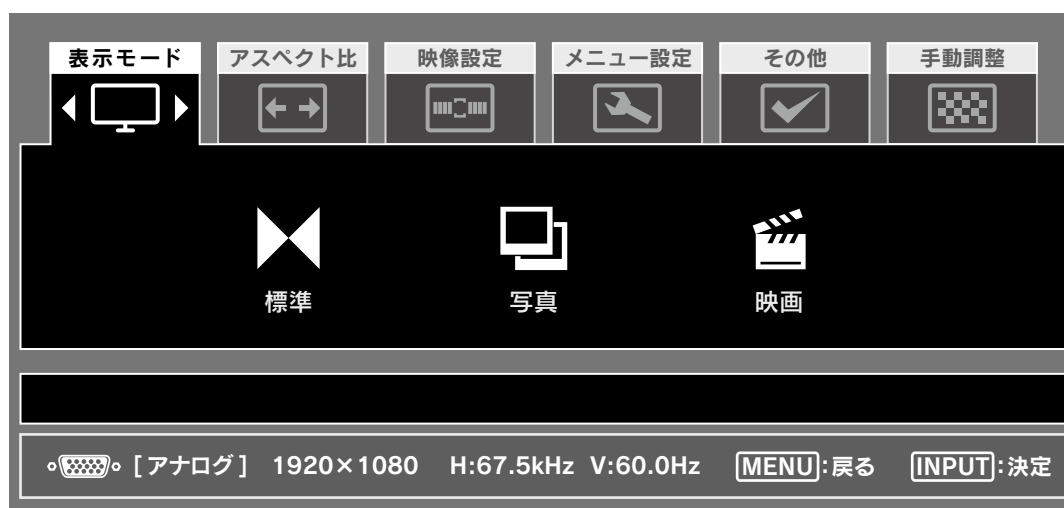 表示モード アスペクト比 映像設定 メニュー設定 その他 手動調整
標準 写真 映画
[アナログ] 1920×1080 H:67.5kHz V:60.0Hz MENU:戻る INPUT:決定